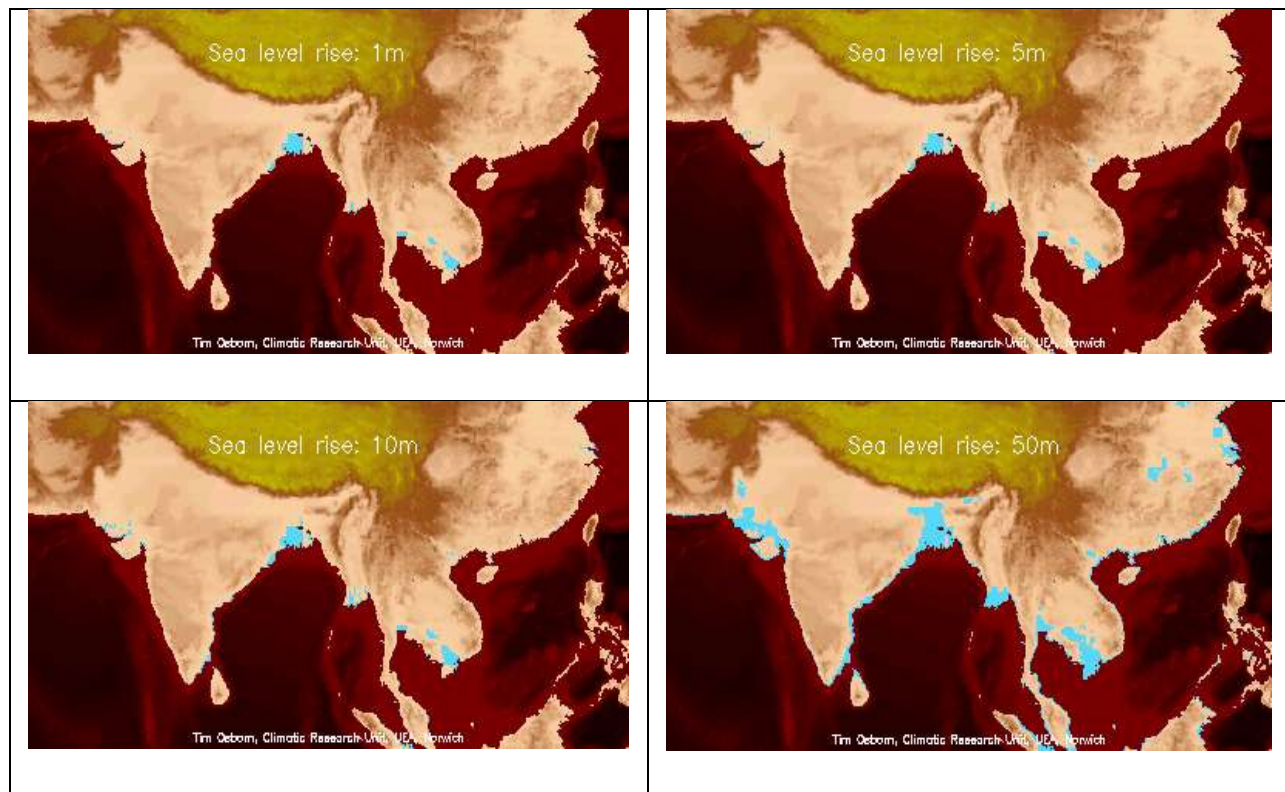 Sea level rise: 1m
Tim Osborn, Climatic Research Unit, UEA, Norwich
Sea level rise: 5m
Tim Osborn, Climatic Research Unit, UEA, Norwich
Sea level rise: 10m
Tim Osborn, Climatic Research Unit, UEA, Norwich
Sea level rise: 50m
Tim Osborn, Climatic Research Unit, UEA, Norwich